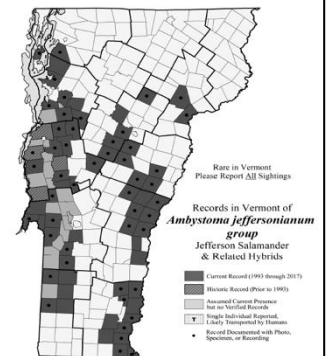 Rare in Vermont
Please Report All Sightings
Records in Vermont of
Ambystoma jeffersonianum
group
Jefferson Salamander
& Related Hybrids
Current Record (1993 through 2017)
Historic Record (Prior to 1993)
Assumed Current Presence
but no Verified Records
Single Individual Reported,
Likely Transported by Humans
Record Documented with Photo,
Specimen, or Recording